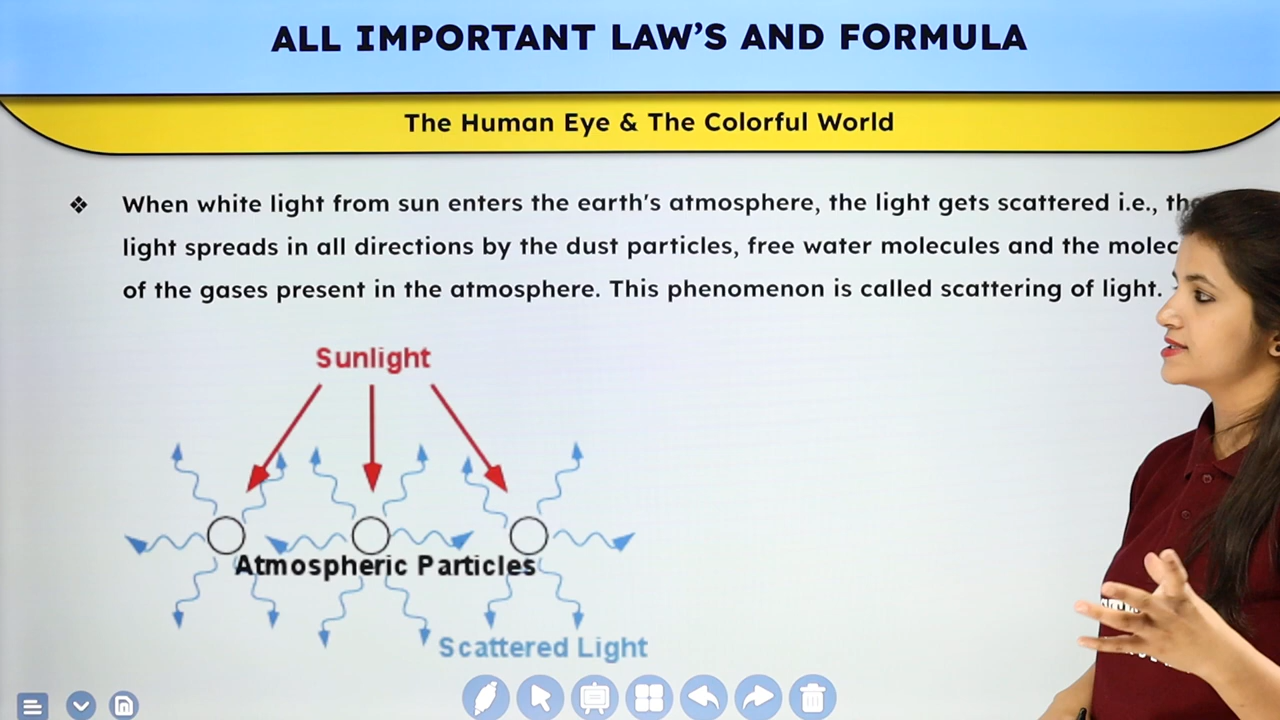 ALL IMPORTANT LAW'S AND FORMULA
The Human Eye & The Colorful World
❖ When white light from sun enters the earth's atmosphere, the light gets scattered i.e., the
light spreads in all directions by the dust particles, free water molecules and the molec
of the gases present in the atmosphere. This phenomenon is called scattering of light.
Sunlight
Atmospheric Particles
Scattered Light